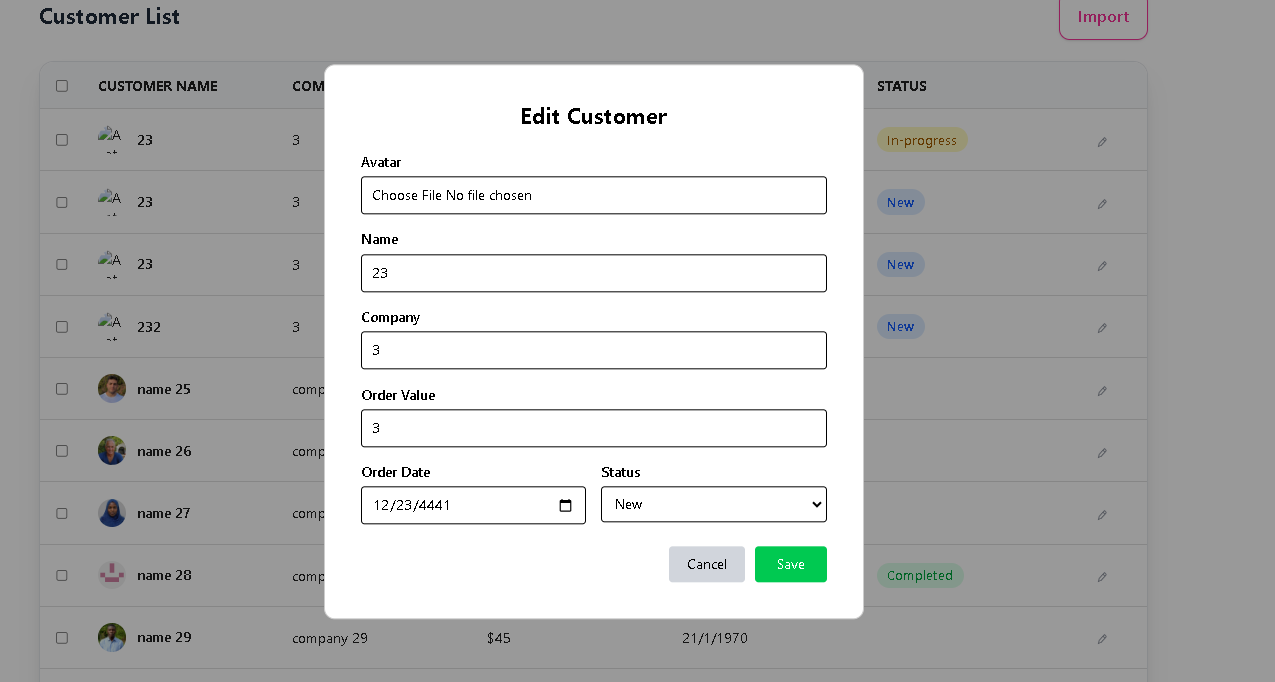 Customer List
Import
CUSTOMER NAME COM STATUS
23 3 In-progress
23 3 New
23 3 New
232 3 New
name 25 comp
name 26 comp
name 27 comp
name 28 comp Completed
name 29 company 29 $45 21/1/1970
Edit Customer
Avatar
Choose File No file chosen
Name
23
Company
3
Order Value
3
Order Date Status
12/23/4441 New
Cancel Save